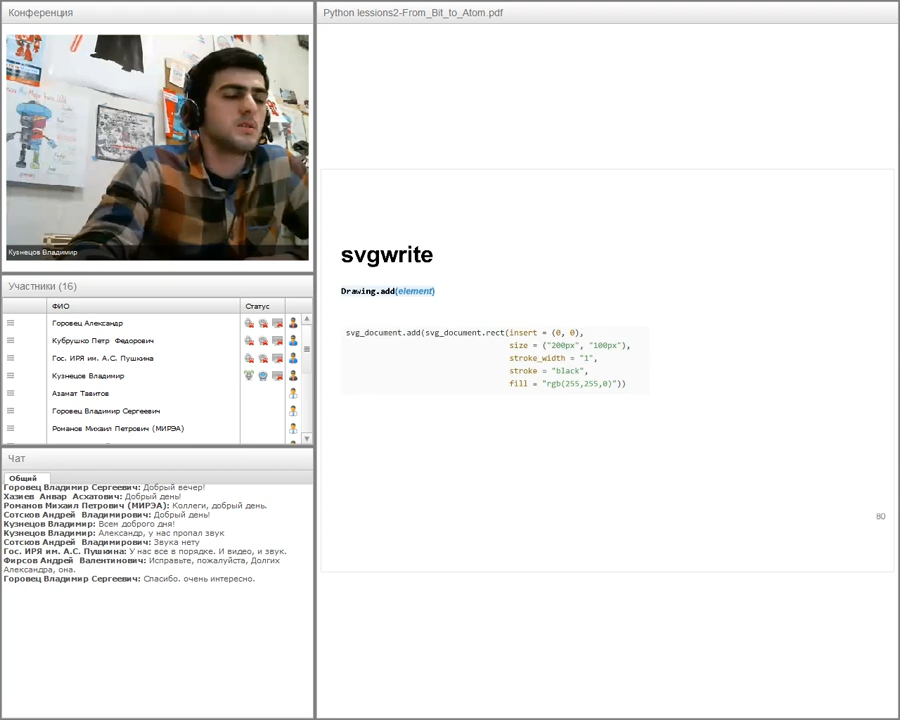 Конференция
Кузнецов Владимир
Участники (16)
ФИО
Статус
Горовец Александр
Кубрушко Петр Федорович
Гос. ИРЯ им. А.С. Пушкина
Кузнецов Владимир
Азамат Тавитов
Горовец Владимир Сергеевич
Романов Михаил Петрович (МИРЭА)
Чат
Общий
Горовец Владимир Сергеевич: Добрый вечер!
Хазиев Анвар Асхатович: Добрый день!
Романов Михаил Петрович (МИРЭА): Коллеги, добрый день.
Сотсков Андрей Владимирович: Добрый день!
Кузнецов Владимир: Всем доброго дня!
Кузнецов Владимир: Александр, у нас пропал звук
Сотсков Андрей Владимирович: Звука нету
Гос. ИРЯ им. А.С. Пушкина: У нас все в порядке. И видео, и звук.
Фирсов Андрей Валентинович: Исправьте, пожалуйста, Долгих
Александра, она.
Горовец Владимир Сергеевич: Спасибо. очень интересно.
Python lessions2-From_Bit_to_Atom.pdf
svgwrite
Drawing.add(element)
svg_document.add(svg_document.rect(insert = (0, 0),
size = ("200px", "100px"),
stroke_width = "1",
stroke = "black",
fill = "rgb(255,255,0)"))
80